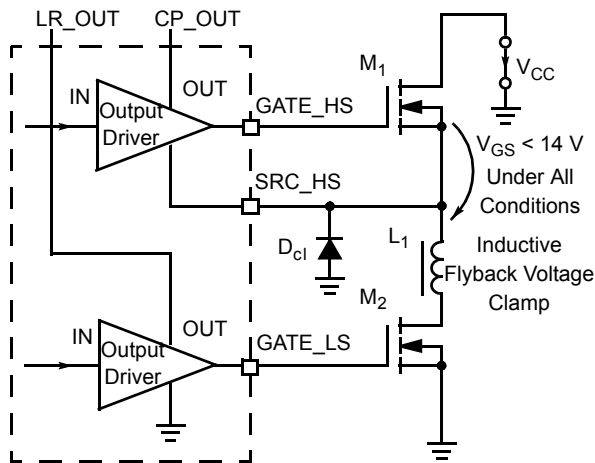 LR_OUT CP_OUT
IN
OUT
Output
Driver
GATE_HS
M1
VCC
VGS < 14 V
Under All
Conditions
SRC_HS
Dcl
L1
Inductive
Flyback Voltage
Clamp
M2
IN
OUT
Output
Driver
GATE_LS